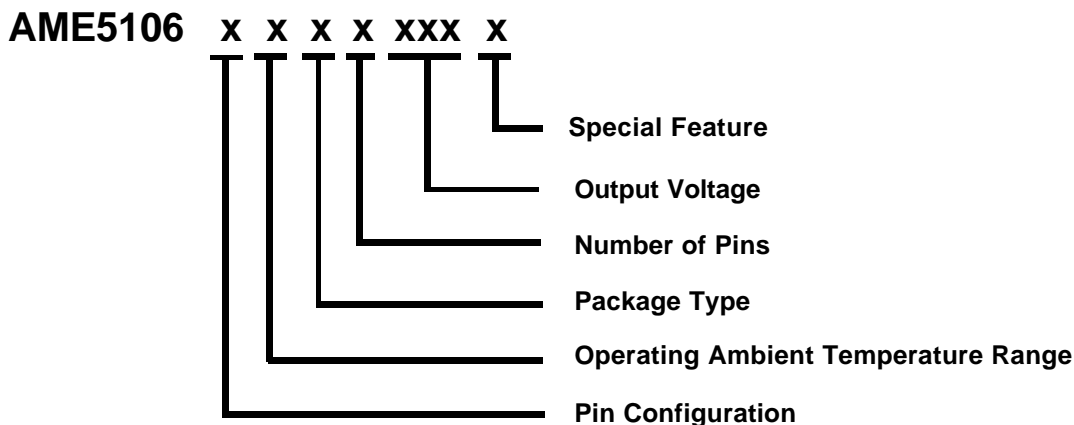 AME5106 x x x x xxx x
Special Feature
Output Voltage
Number of Pins
Package Type
Operating Ambient Temperature Range
Pin Configuration